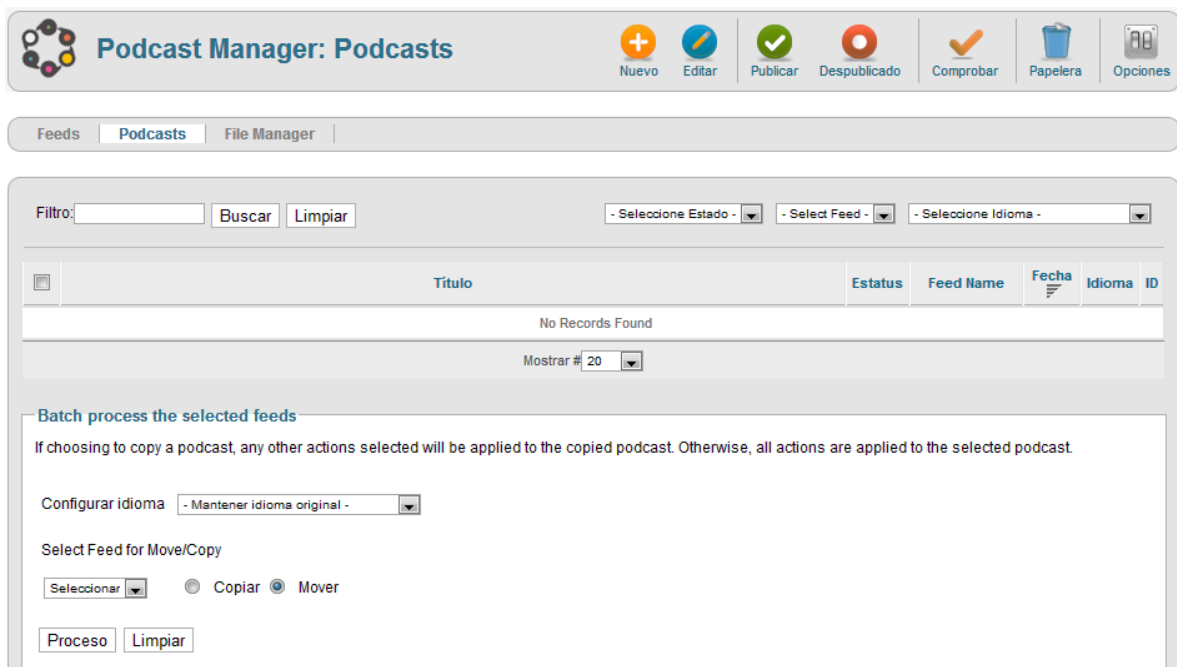 Podcast Manager: Podcasts
Nuevo Editar Publicar Despublicado Comprobar Papelera Opciones
Feeds Podcasts File Manager
Filtro: Buscar Limpiar - Seleccione Estado - - Select Feed - - Seleccione Idioma -
Título Estatus Feed Name Fecha Idioma ID
No Records Found
Mostrar # 20
Batch process the selected feeds
If choosing to copy a podcast, any other actions selected will be applied to the copied podcast. Otherwise, all actions are applied to the selected podcast.
Configurar idioma - Mantener idioma original -
Select Feed for Move/Copy
Seleccionar Copiar Mover
Proceso Limpiar